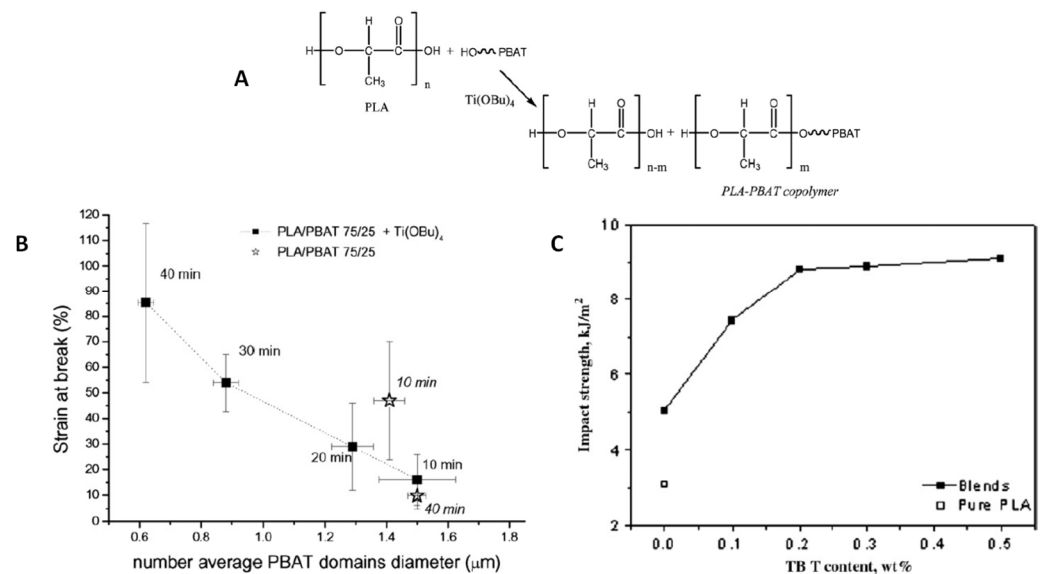 A
H O C C OH + HO PBAT
H O
CH₃
n
PLA
Ti(OBu)₄
H O C C OH + H O C C O PBAT
H O H O
CH₃ CH₃
n-m m
PLA-PBAT copolymer
B
Strain at break (%)
120
110
100
90
80
70
60
50
40
30
20
10
0
PLA/PBAT 75/25 + Ti(OBu)₄
PLA/PBAT 75/25
40 min
30 min
10 min
20 min
10 min
40 min
0.6 0.8 1.0 1.2 1.4 1.6 1.8
number average PBAT domains diameter (μm)
C
Impact strength, kJ/m²
10
8
6
4
2
Blends
Pure PLA
0.0 0.1 0.2 0.3 0.4 0.5
TB T content, wt%